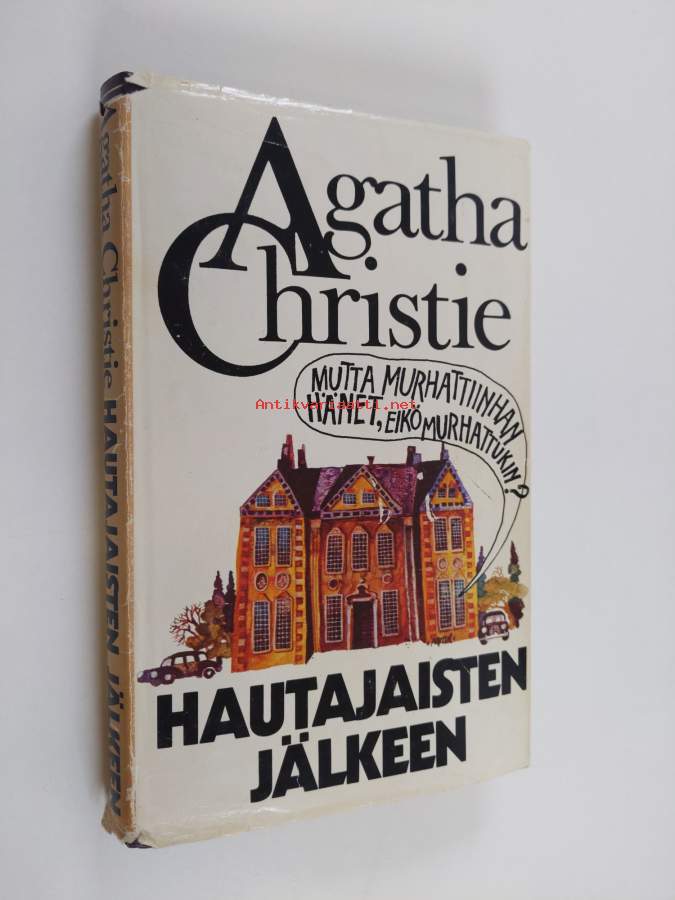 Agatha Christie HAUTAJAISTEN JÄLKEEN
Agatha
Christie
MUTTA MURHATTIINHAN
HÄNET, EIKÖ MURHATTUKIN?
Antikvariaatti.net
HAUTAJAISTEN
JÄLKEEN